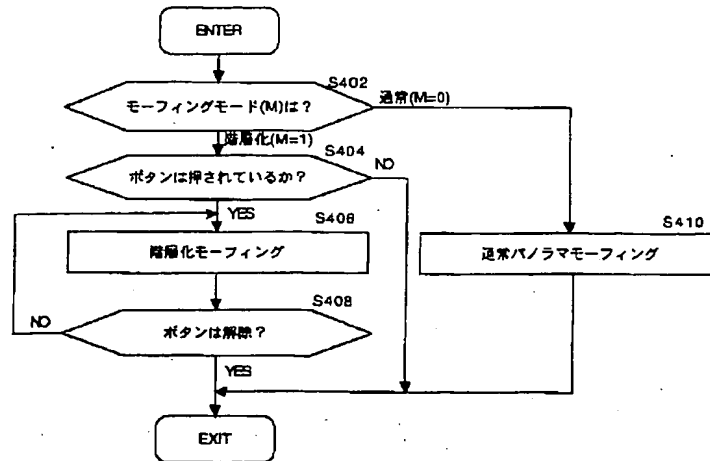 ENTER
S402
モーフィングモード(M)は?
通常(M=0)
階層化(M=1)
S404
ボタンは押されているか?
NO
YES
S406
階層化モーフィング
S410
通常パノラマモーフィング
S408
ボタンは解除?
NO
YES
EXIT